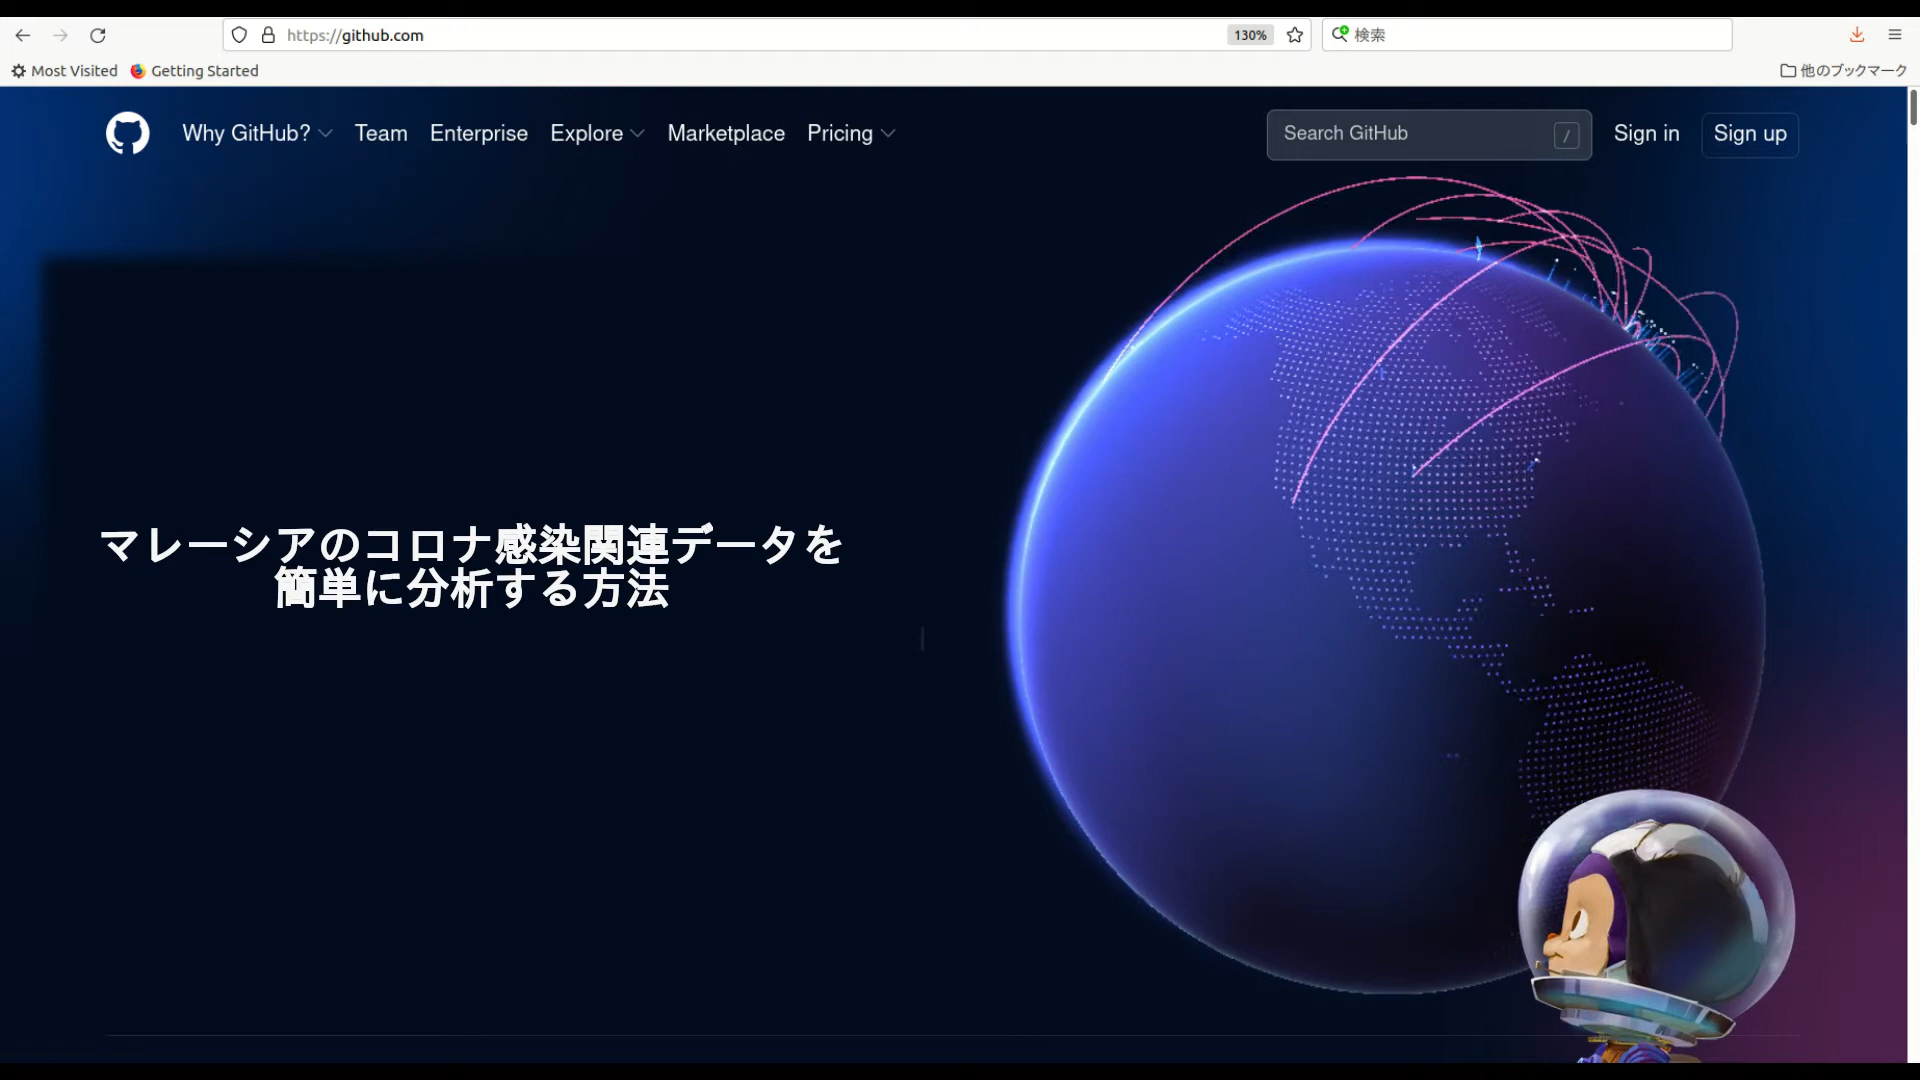 https://github.com
130%
検索
Most Visited
Getting Started
他のブックマーク
Why GitHub?
Team
Enterprise
Explore
Marketplace
Pricing
Search GitHub
/
Sign in
Sign up
マレーシアのコロナ感染関連データを
簡単に分析する方法